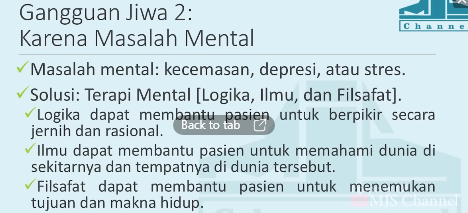 Gangguan Jiwa 2:
Karena Masalah Mental
Channel
✓Masalah mental: kecemasan, depresi, atau stres.
✓Solusi: Terapi Mental [Logika, Ilmu, dan Filsafat].
✓Logika dapat membantu pasien untuk berpikir secara
jernih dan rasional.
Back to tab
✓Ilmu dapat membantu pasien untuk memahami dunia di
sekitarnya dan tempatnya di dunia tersebut.
✓Filsafat dapat membantu pasien untuk menemukan
tujuan dan makna hidup.
MJS Channel